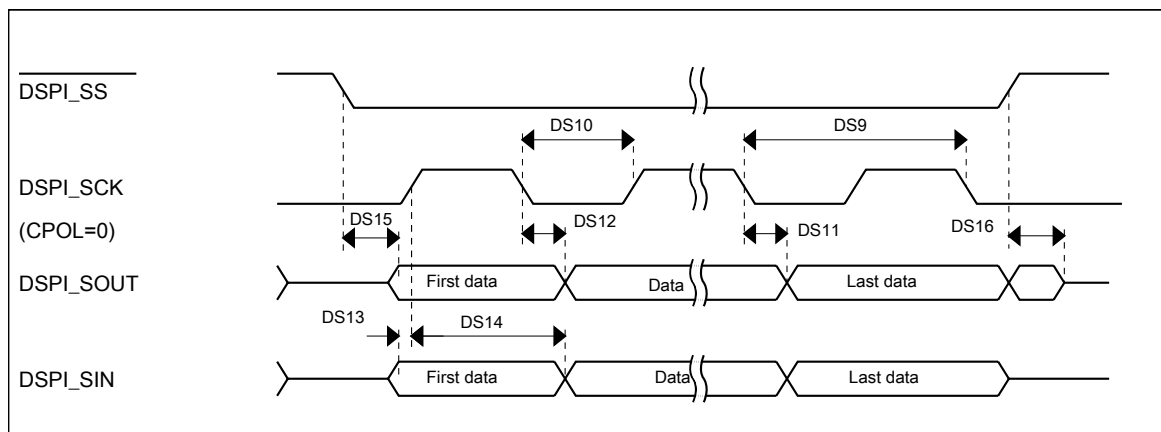 DSPI_SS
DS10
DS9
DSPI_SCK
(CPOL=0)
DS15
DS12
DS11
DS16
DSPI_SOUT
First data
Data
Last data
DS13
DS14
DSPI_SIN
First data
Data
Last data